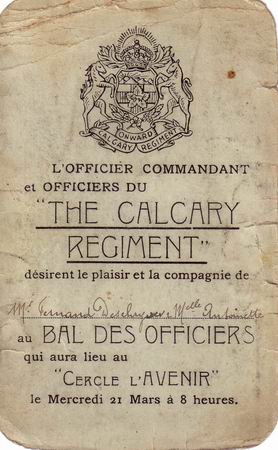 ONWARD
CALGARY REGIMENT
L'OFFICIER COMMANDANT
et OFFICIERS DU
"THE CALGARY
REGIMENT"
désirent le plaisir et la compagnie de
Mr Fernand et Melle Antoinette
au BAL DES OFFICIERS
qui aura lieu au
"CERCLE L'AVENIR"
le Mercredi 21 Mars à 8 heures.